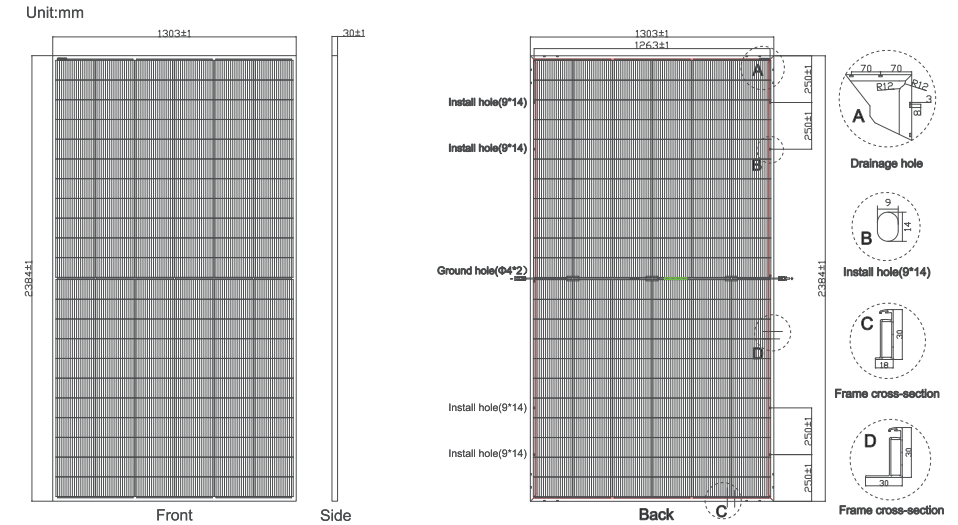 Unit:mm
1303±1
30±1
1303±1
1263±1
2384±1
Install hole(9*14)
Install hole(9*14)
Ground hole(Φ4*2)
Install hole(9*14)
Install hole(9*14)
A
B
D
C
250±1
250±1
250±1
250±1
2384±1
70 70
R12 R12
3
8
A
Drainage hole
9
14
B
Install hole(9*14)
C
30
18
Frame cross-section
D
30
30
Frame cross-section
Front
Side
Back